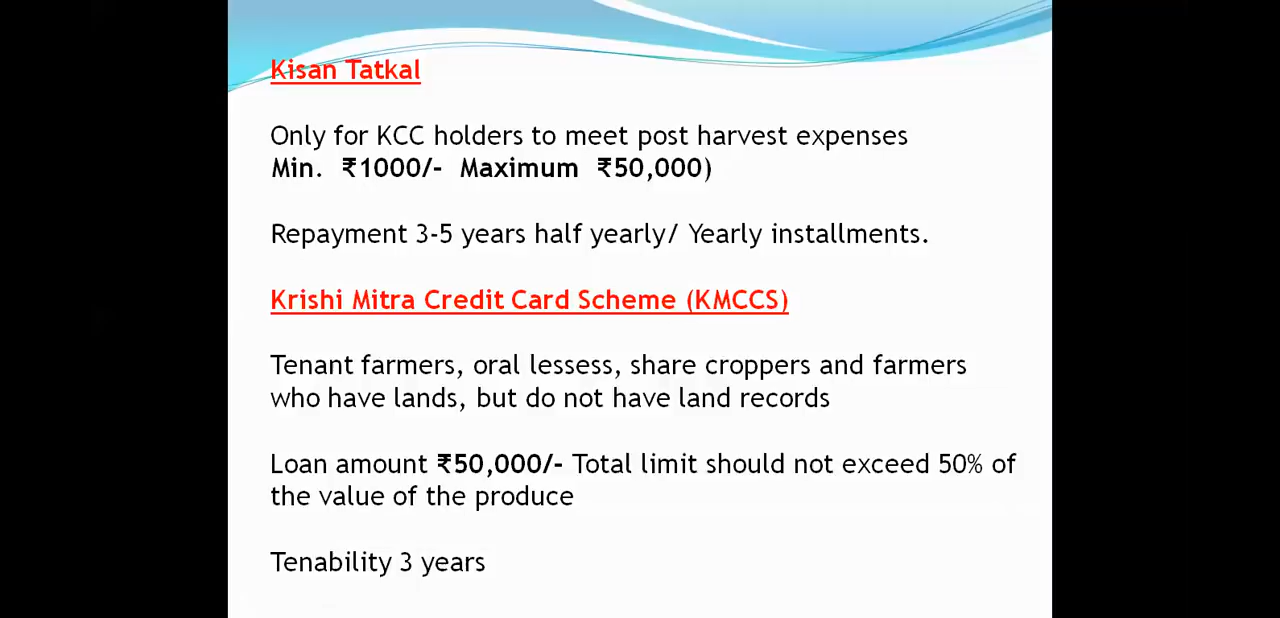 Kisan Tatkal
Only for KCC holders to meet post harvest expenses
Min. ₹1000/- Maximum ₹50,000)
Repayment 3-5 years half yearly/ Yearly installments.
Krishi Mitra Credit Card Scheme (KMCCS)
Tenant farmers, oral lessess, share croppers and farmers
who have lands, but do not have land records
Loan amount ₹50,000/- Total limit should not exceed 50% of
the value of the produce
Tenability 3 years